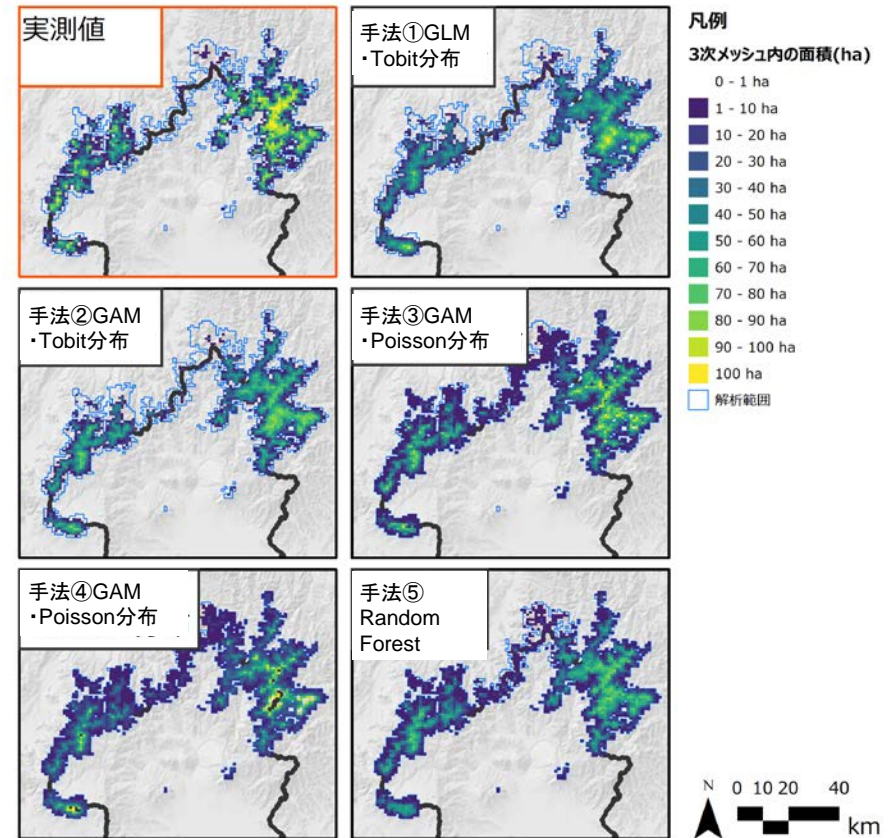 実測値
手法①GLM
・Tobit分布
手法②GAM
・Tobit分布
手法③GAM
・Poisson分布
手法④GAM
・Poisson分布
手法⑤
Random
Forest
凡例
3次メッシュ内の面積(ha)
0 - 1 ha
1 - 10 ha
10 - 20 ha
20 - 30 ha
30 - 40 ha
40 - 50 ha
50 - 60 ha
60 - 70 ha
70 - 80 ha
80 - 90 ha
90 - 100 ha
100 ha
解析範囲
N
0 10 20 40
km